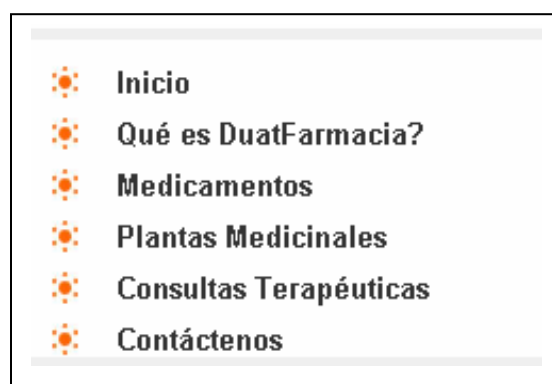 Inicio
Qué es DuatFarmacia?
Medicamentos
Plantas Medicinales
Consultas Terapéuticas
Contáctenos